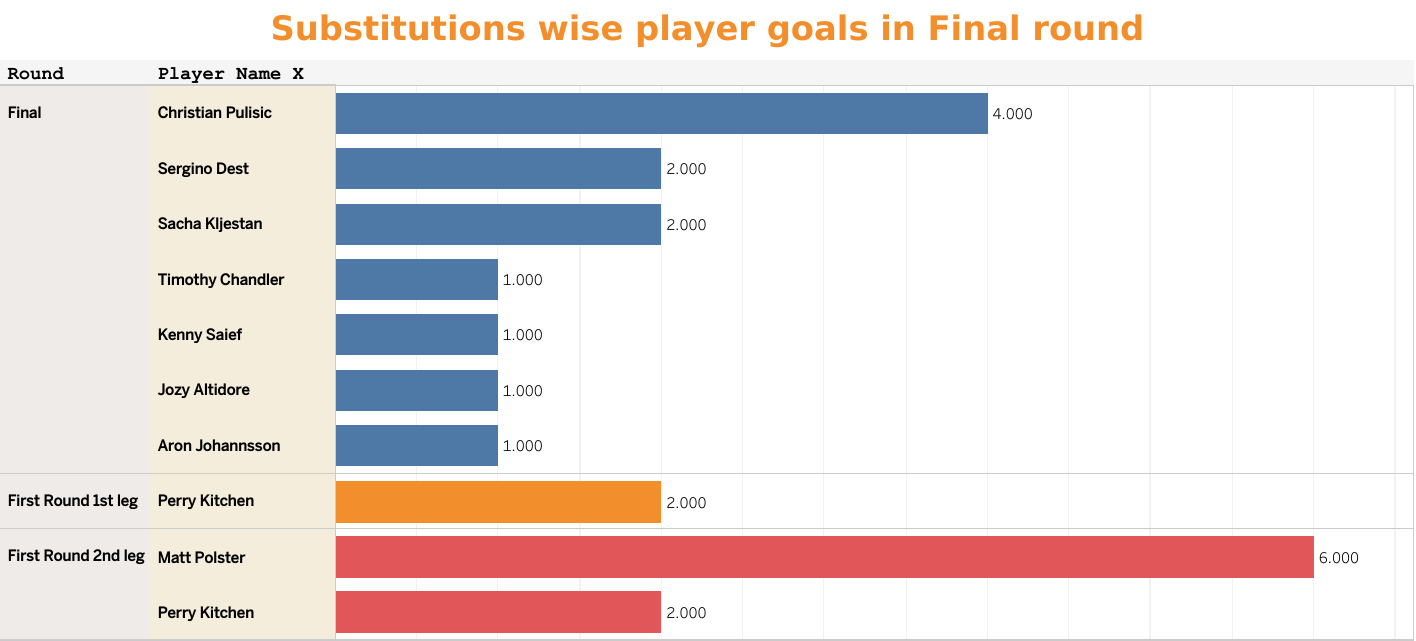 Substitutions wise player goals in Final round
Round Player Name X
Final Christian Pulisic 4.000
Sergino Dest 2.000
Sacha Kljestan 2.000
Timothy Chandler 1.000
Kenny Saief 1.000
Jozy Altidore 1.000
Aron Johannsson 1.000
First Round 1st leg Perry Kitchen 2.000
First Round 2nd leg Matt Polster 6.000
Perry Kitchen 2.000